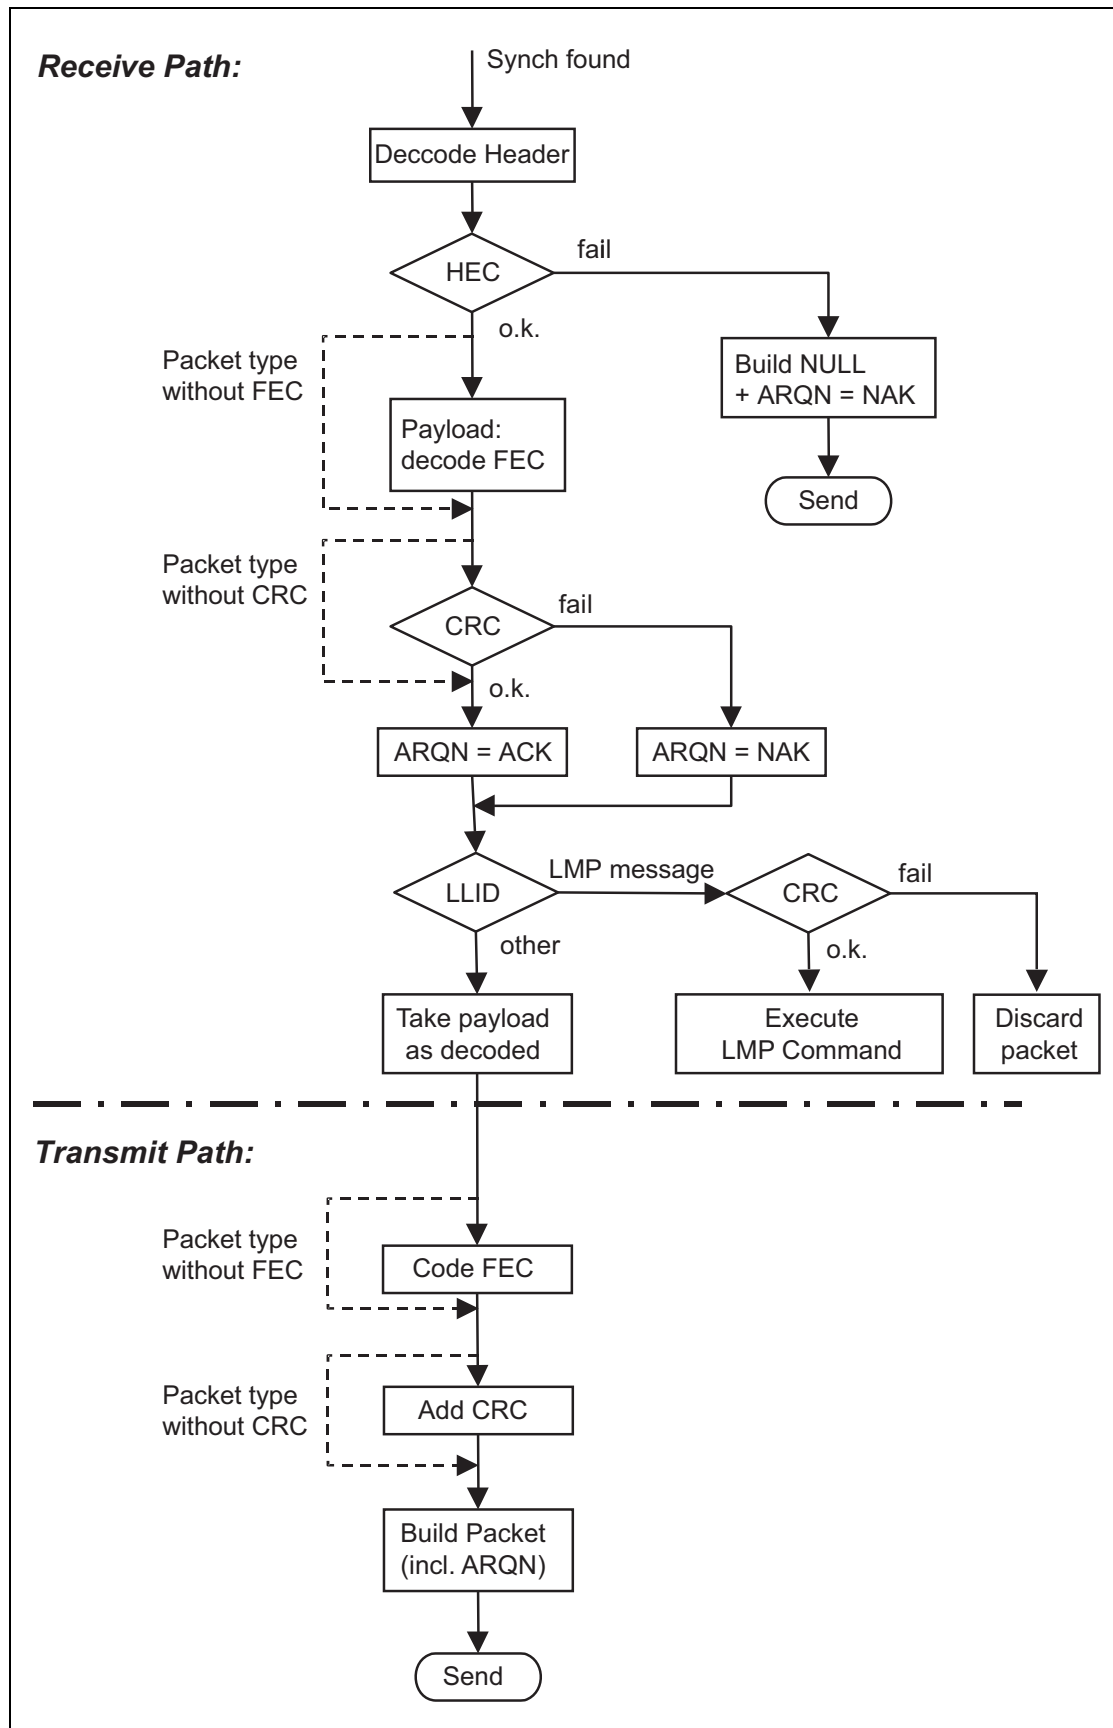 Receive Path:
Synch found
Deccode Header
HEC
fail
o.k.
Packet type
without FEC
Build NULL
+ ARQN = NAK
Payload:
decode FEC
Send
Packet type
without CRC
CRC
fail
o.k.
ARQN = ACK
ARQN = NAK
LLID
LMP message
CRC
fail
other
o.k.
Take payload
as decoded
Execute
LMP Command
Discard
packet
Transmit Path:
Packet type
without FEC
Code FEC
Packet type
without CRC
Add CRC
Build Packet
(incl. ARQN)
Send